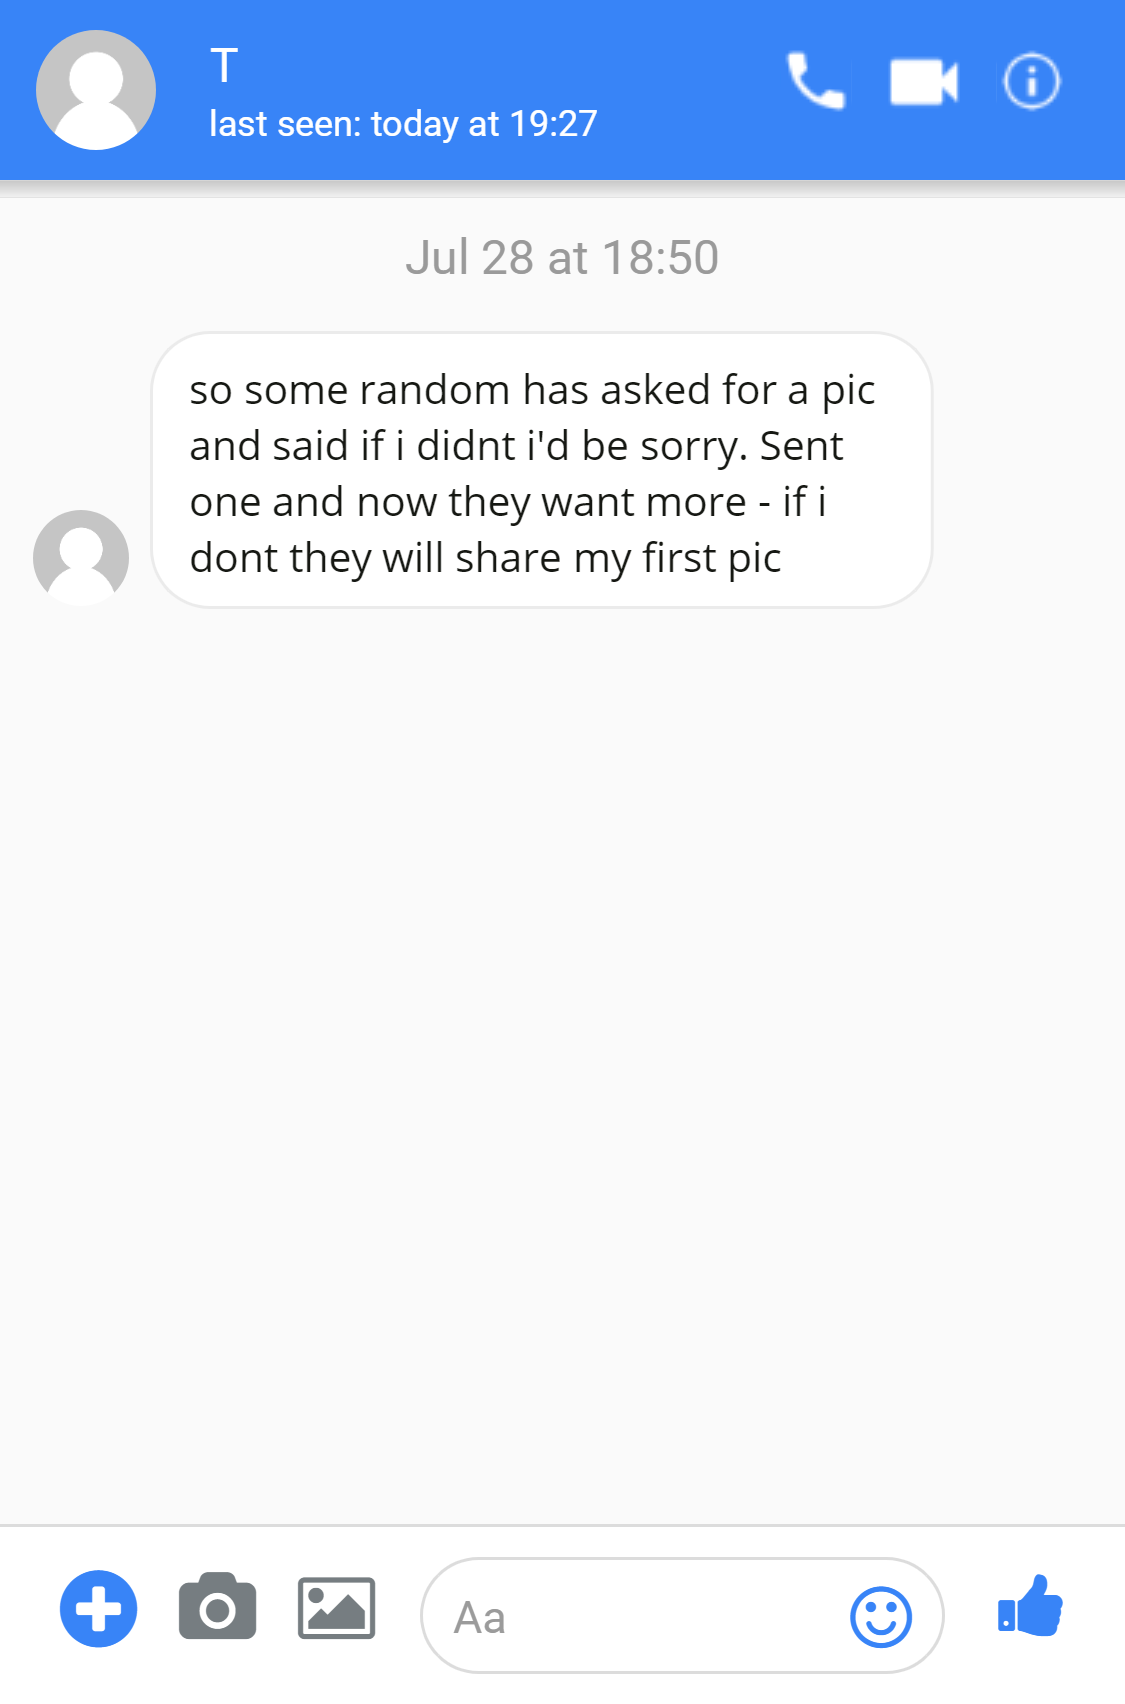 T
last seen: today at 19:27
Jul 28 at 18:50
so some random has asked for a pic
and said if i didnt i'd be sorry. Sent
one and now they want more - if i
dont they will share my first pic
Aa